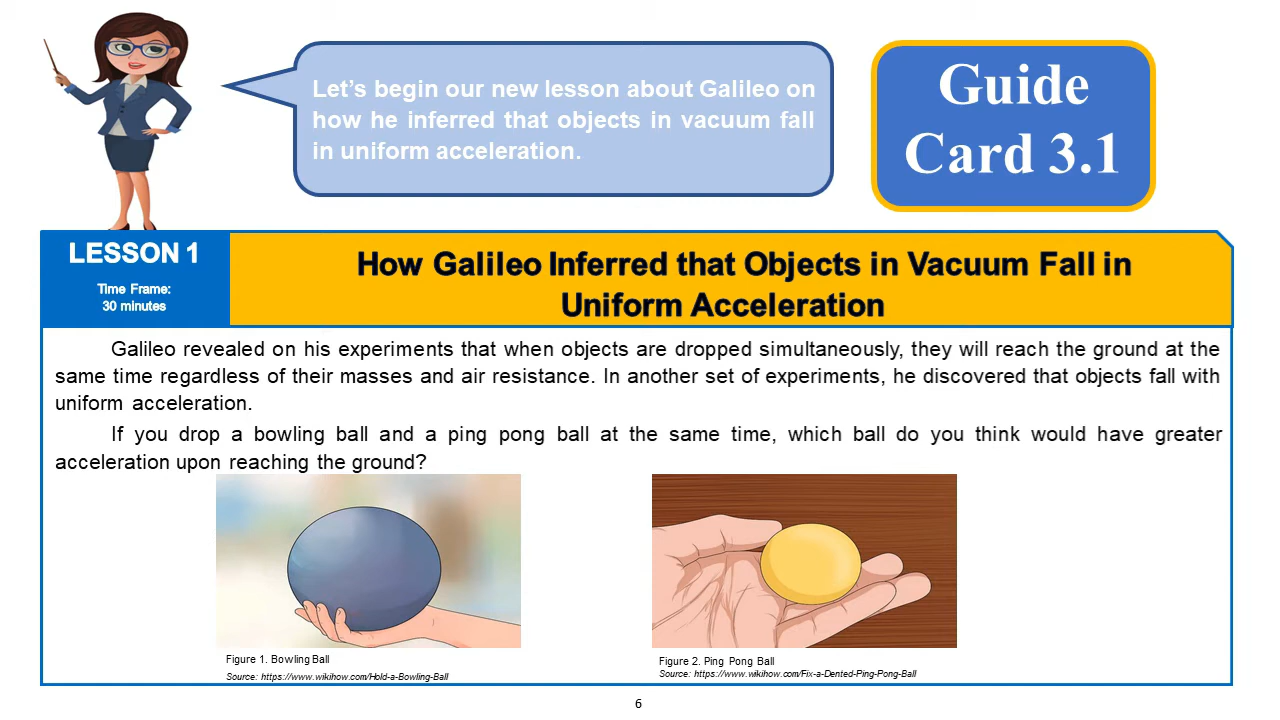 Let’s begin our new lesson about Galileo on
how he inferred that objects in vacuum fall
in uniform acceleration.
Guide
Card 3.1
LESSON 1
Time Frame:
30 minutes
How Galileo Inferred that Objects in Vacuum Fall in
Uniform Acceleration
Galileo revealed on his experiments that when objects are dropped simultaneously, they will reach the ground at the
same time regardless of their masses and air resistance. In another set of experiments, he discovered that objects fall with
uniform acceleration.
If you drop a bowling ball and a ping pong ball at the same time, which ball do you think would have greater
acceleration upon reaching the ground?
Figure 1. Bowling Ball
Source: https://www.wikihow.com/Hold-a-Bowling-Ball
Figure 2. Ping Pong Ball
Source: https://www.wikihow.com/Fix-a-Dented-Ping-Pong-Ball
6